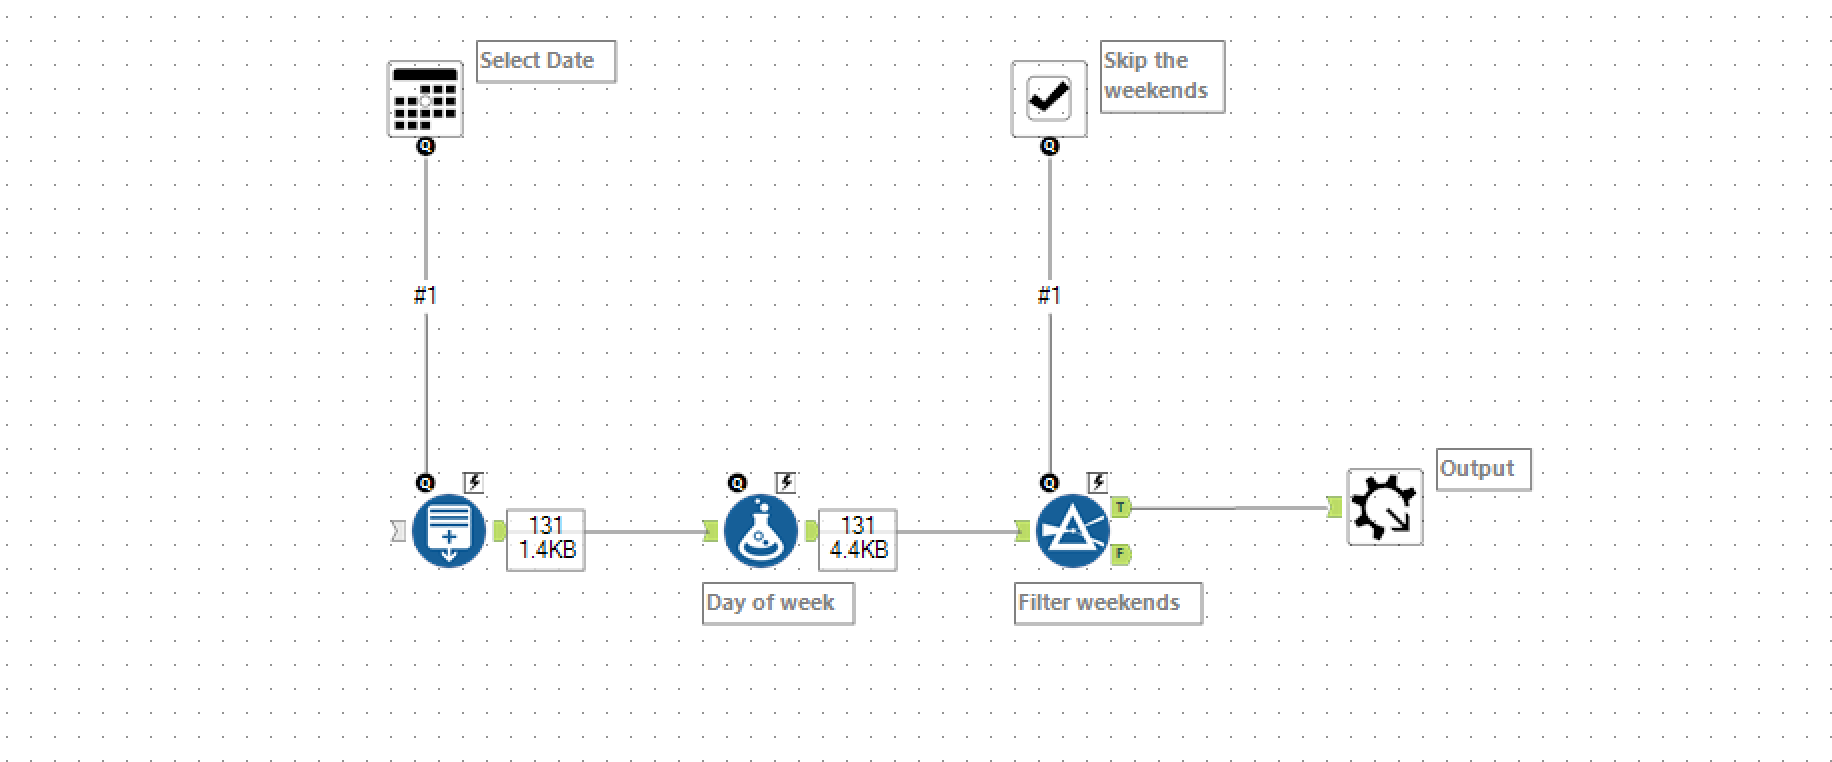 Select Date
Skip the
weekends
Q
Q
#1
#1
Q
Q
Q
T
F
131
1.4KB
131
4.4KB
Output
Day of week
Filter weekends